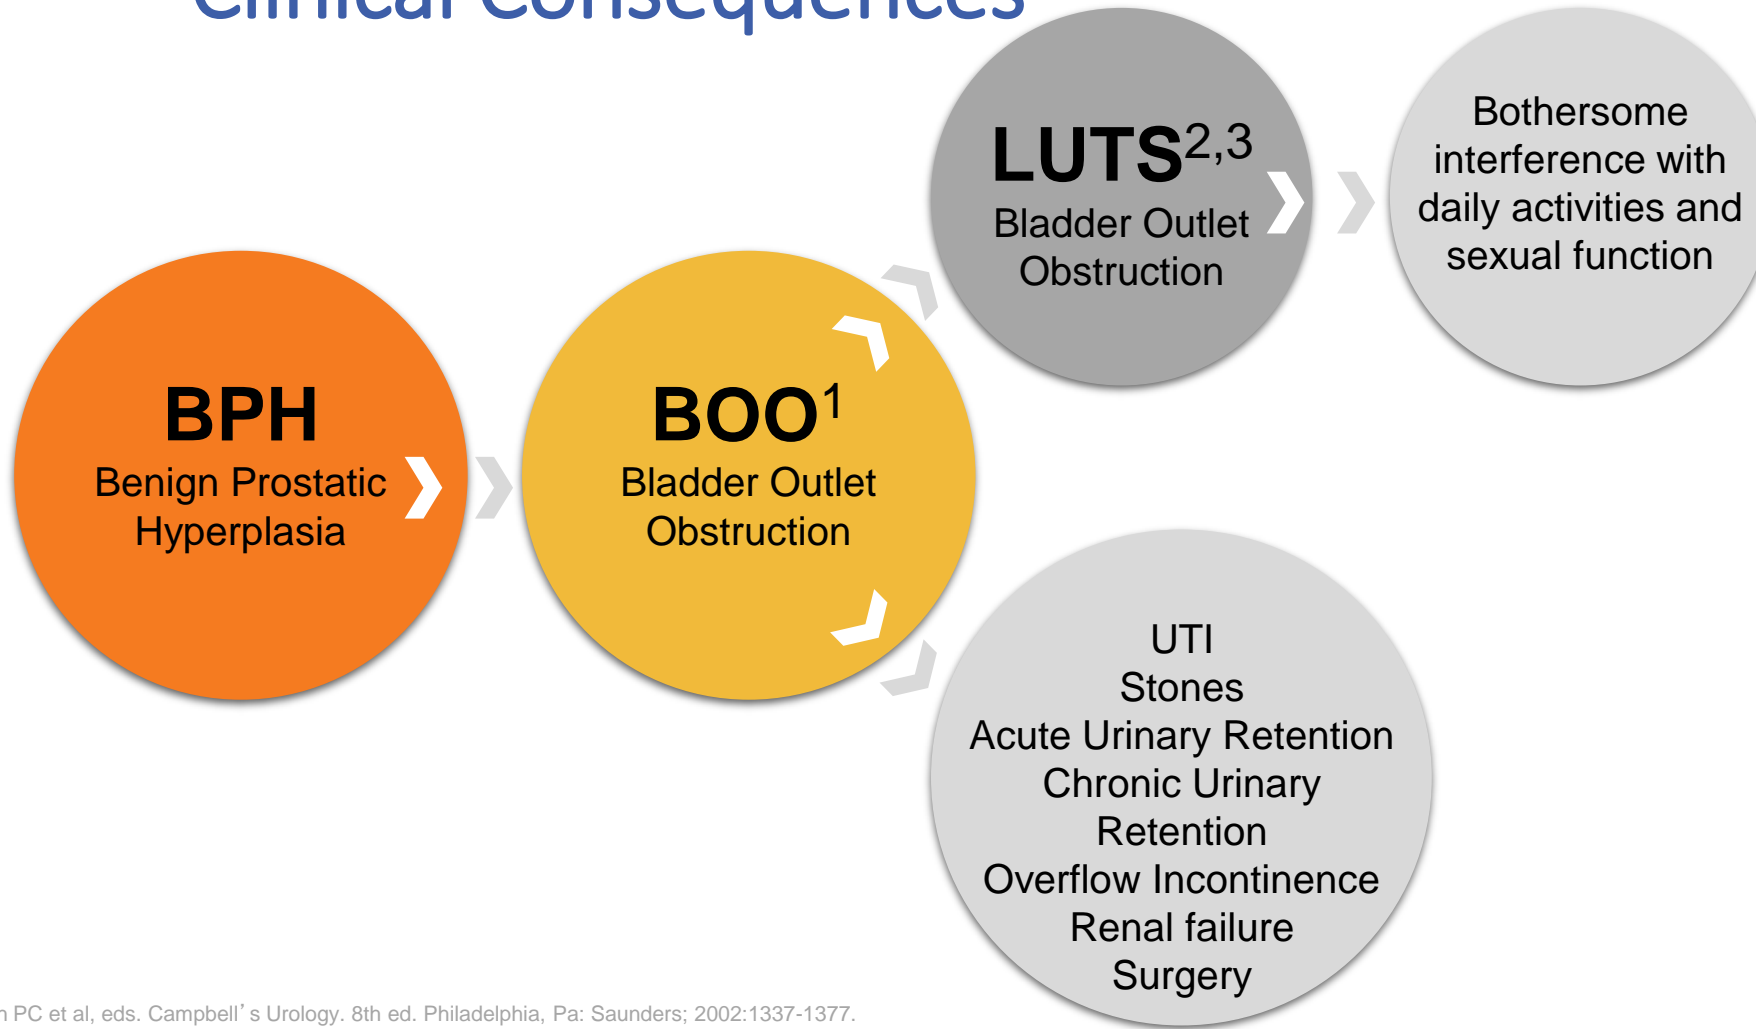 Clinical Consequences
BPH
Benign Prostatic
Hyperplasia
BOO1
Bladder Outlet
Obstruction
LUTS2,3
Bladder Outlet
Obstruction
Bothersome
interference with
daily activities and
sexual function
UTI
Stones
Acute Urinary Retention
Chronic Urinary
Retention
Overflow Incontinence
Renal failure
Surgery
PC et al, eds. Campbell's Urology. 8th ed. Philadelphia, Pa: Saunders; 2002:1337-1377.